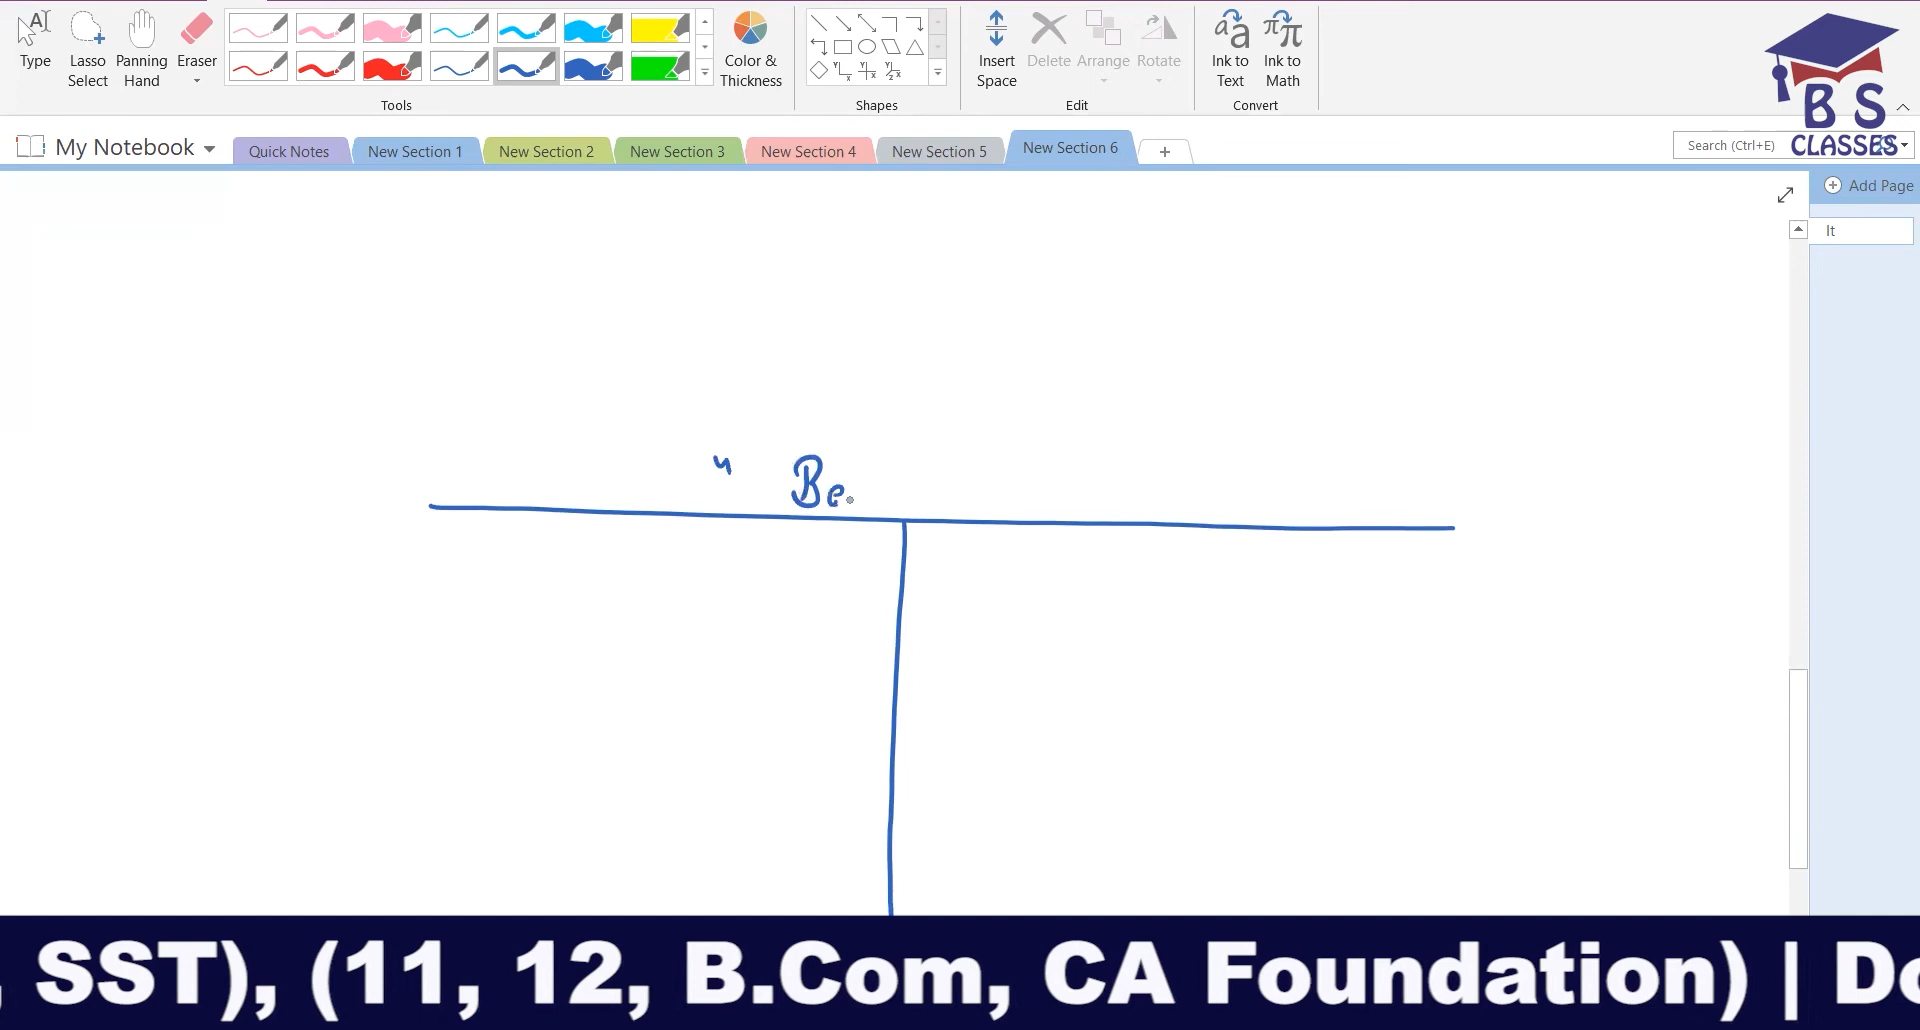 Type
Lasso Select
Panning Hand
Eraser
Color & Thickness
Insert Space
Delete
Arrange
Rotate
Ink to Text
Ink to Math
Tools
Shapes
Edit
Convert
B S
CLASSES
My Notebook
Quick Notes
New Section 1
New Section 2
New Section 3
New Section 4
New Section 5
New Section 6
+
Search (Ctrl+E)
Add Page
It
" Be
, SST), (11, 12, B.Com, CA Foundation) | Do